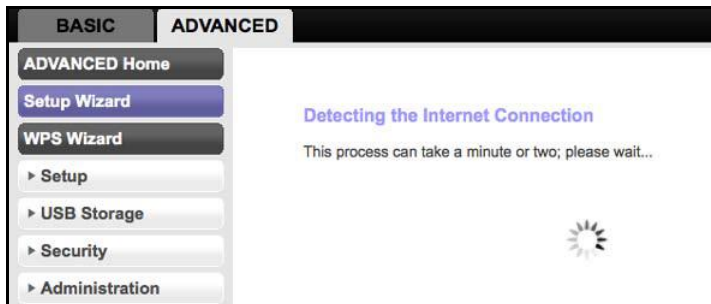 BASIC
ADVANCED
ADVANCED Home
Setup Wizard
WPS Wizard
Setup
USB Storage
Security
Administration
Detecting the Internet Connection
This process can take a minute or two; please wait...